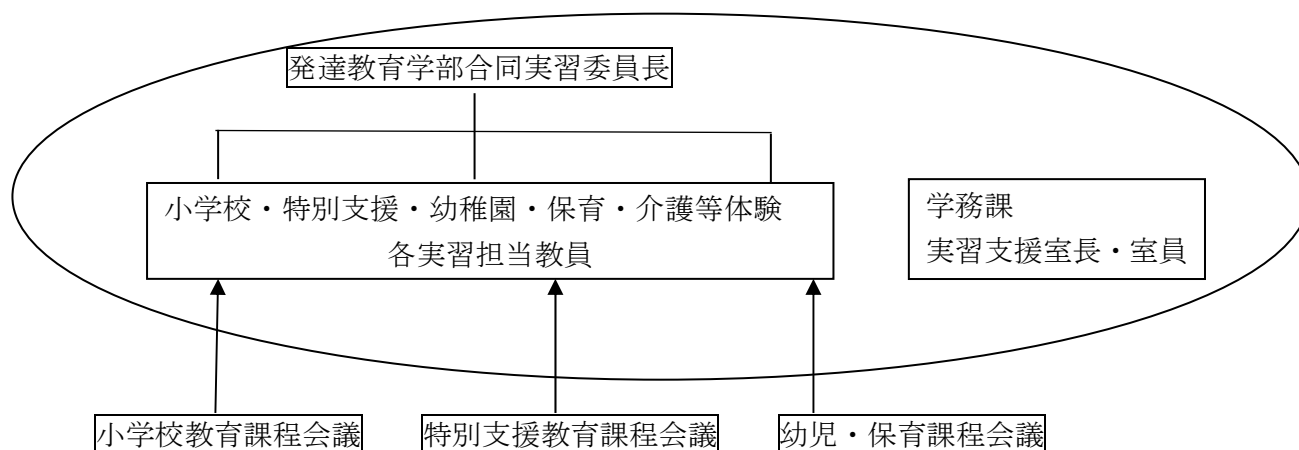 発達教育学部合同実習委員長
小学校・特別支援・幼稚園・保育・介護等体験
各実習担当教員
学務課
実習支援室長・室員
小学校教育課程会議
特別支援教育課程会議
幼児・保育課程会議